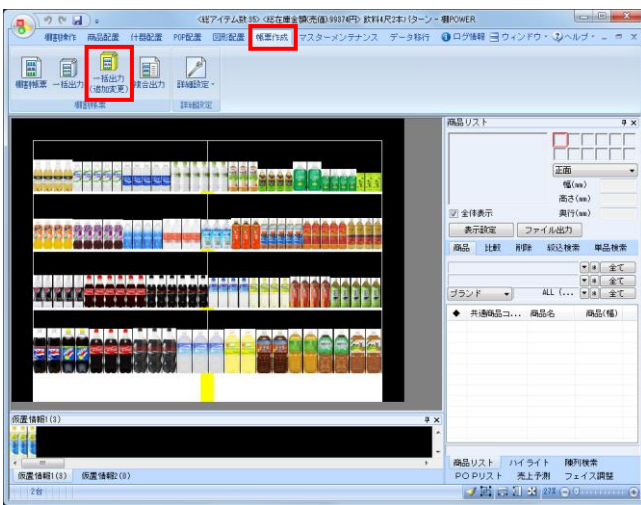 <総アイテム数:35> <総在庫金額(売価):99374円> 飲料4尺2本パターン - 棚POWER
棚割操作 商品配置 什器配置 POP配置 図形配置 帳票作成 マスターメンテナンス データ移行 ログ情報 ウィンドウ ヘルプ
棚割帳票 一括出力 一括出力(追加変更) 複合出力 詳細設定
棚割帳票 詳細設定
商品リスト
正面
幅(mm)
高さ(mm)
全体表示 奥行(mm)
表示設定 ファイル出力
商品 比較 削除 絞込検索 単品検索
* 全て
* 全て
ブランド ALL (... * 全て
◆ 共通商品コ... 商品名 商品(幅)
仮置情報1(3)
仮置情報1(3) 仮置情報2(0)
商品リスト ハイライト 陳列検索
POPリスト 売上予測 フェイス調整
2台 27%